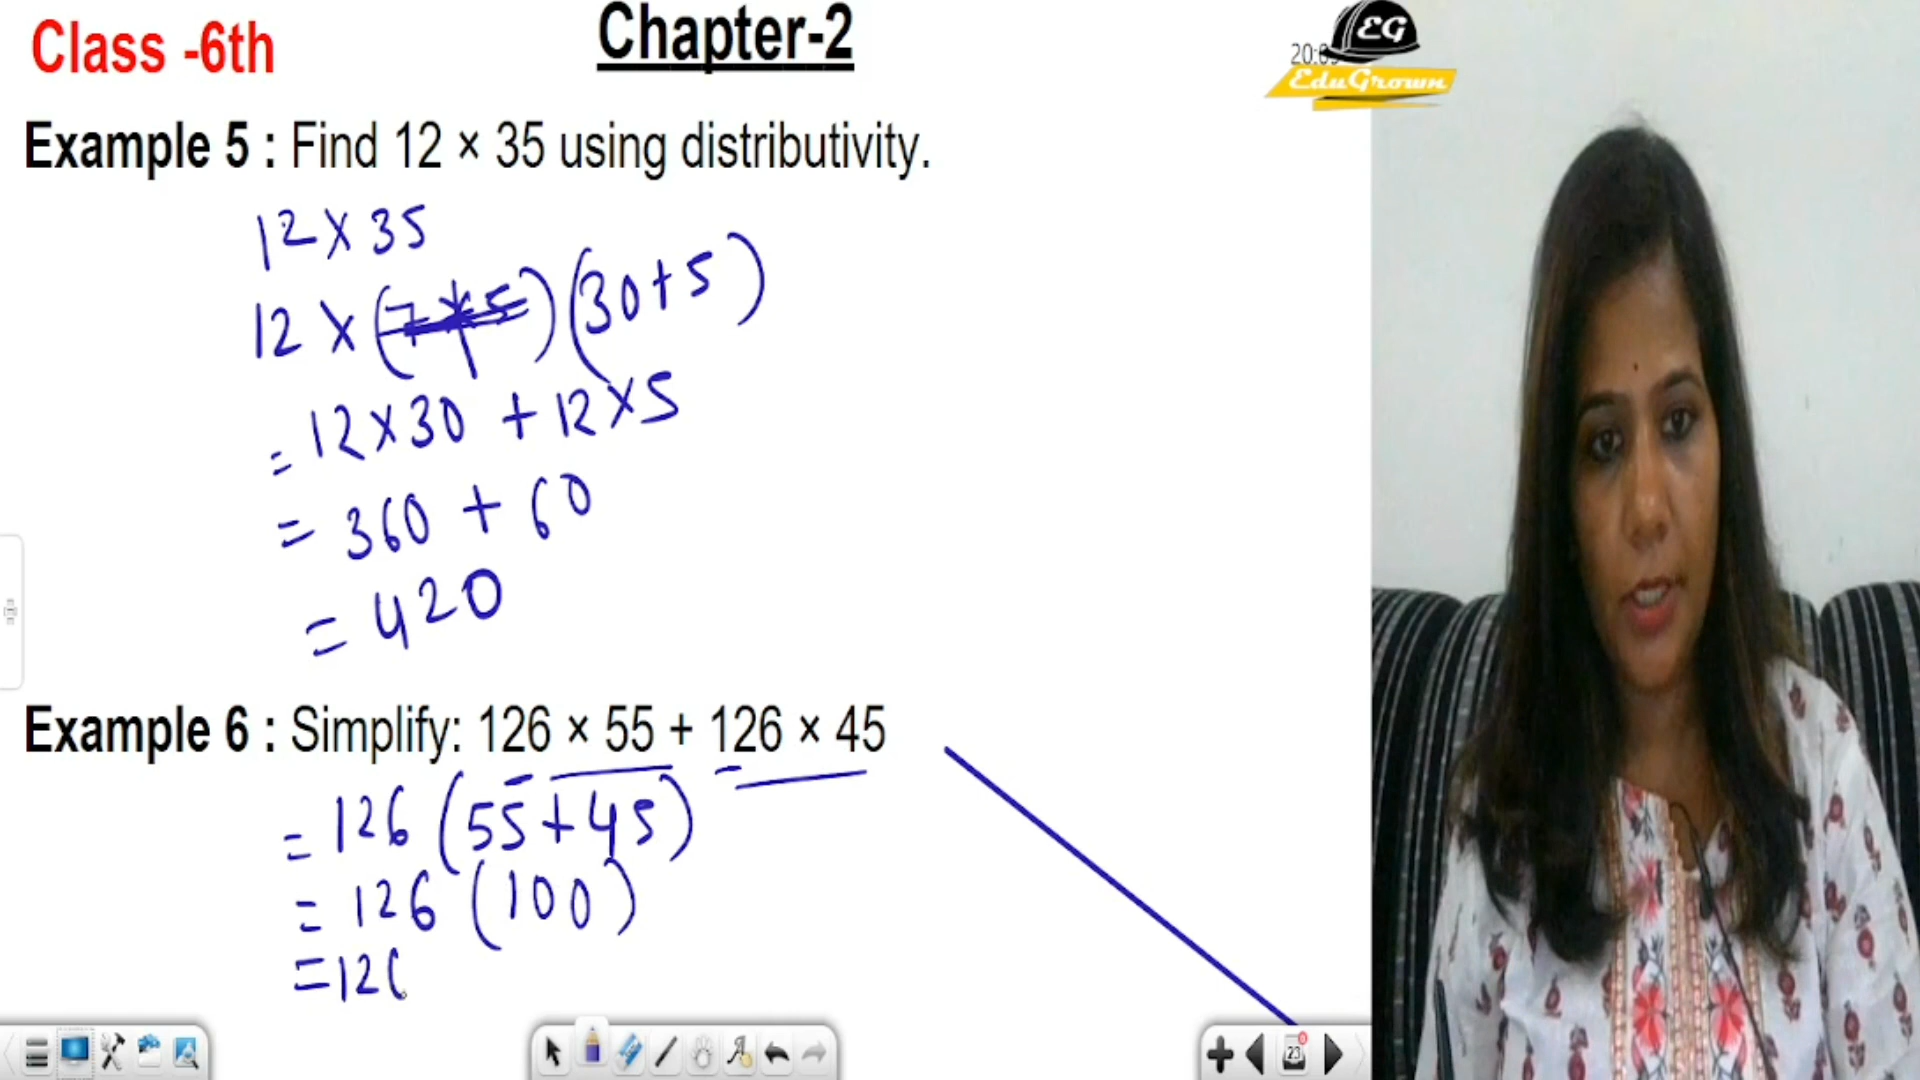 Class -6th
Chapter-2
EG
EduGrown
Example 5 : Find 12 × 35 using distributivity.
12 × 35
12 × (30+5)
= 12×30 + 12×5
= 360 + 60
= 420
Example 6 : Simplify: 126 × 55 + 126 × 45
= 126 (55+45)
= 126 (100)
=12
23